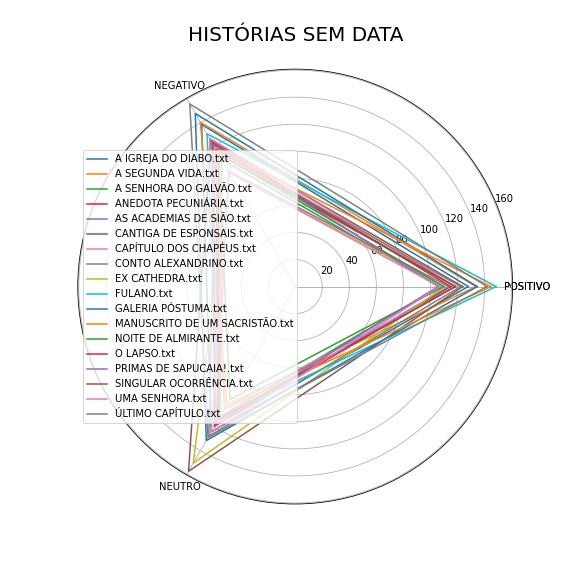 HISTÓRIAS SEM DATA
NEGATIVO
A IGREJA DO DIABO.txt
A SEGUNDA VIDA.txt
A SENHORA DO GALVÃO.txt
ANEDOTA PECUNIÁRIA.txt
AS ACADEMIAS DE SIÃO.txt
CANTIGA DE ESPONSAIS.txt
CAPÍTULO DOS CHAPÉUS.txt
CONTO ALEXANDRINO.txt
EX CATHEDRA.txt
FULANO.txt
GALERIA PÓSTUMA.txt
MANUSCRITO DE UM SACRISTÃO.txt
NOITE DE ALMIRANTE.txt
O LAPSO.txt
PRIMAS DE SAPUCAIA!.txt
SINGULAR OCORRÊNCIA.txt
UMA SENHORA.txt
ÚLTIMO CAPÍTULO.txt
20
40
80
100
120
140
160
POSITIVO
NEUTRO